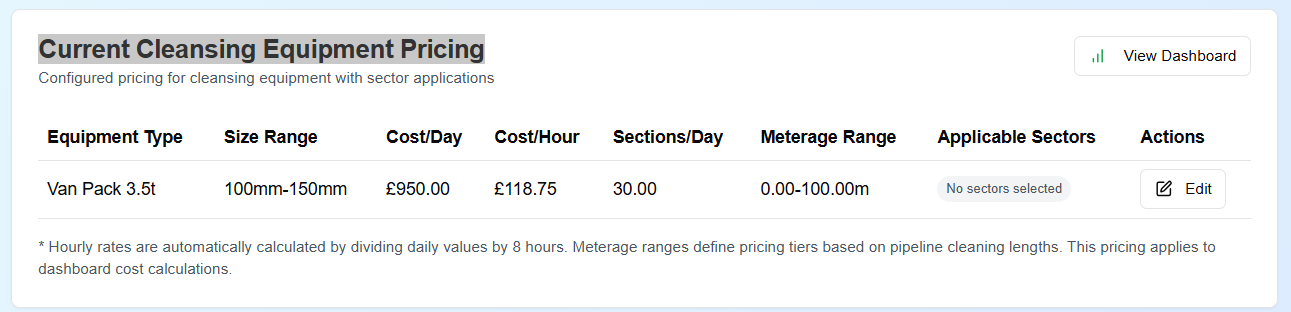 Current Cleansing Equipment Pricing
View Dashboard
Configured pricing for cleansing equipment with sector applications
Equipment Type Size Range Cost/Day Cost/Hour Sections/Day Meterage Range Applicable Sectors Actions
Van Pack 3.5t 100mm-150mm £950.00 £118.75 30.00 0.00-100.00m No sectors selected Edit
* Hourly rates are automatically calculated by dividing daily values by 8 hours. Meterage ranges define pricing tiers based on pipeline cleaning lengths. This pricing applies to
dashboard cost calculations.